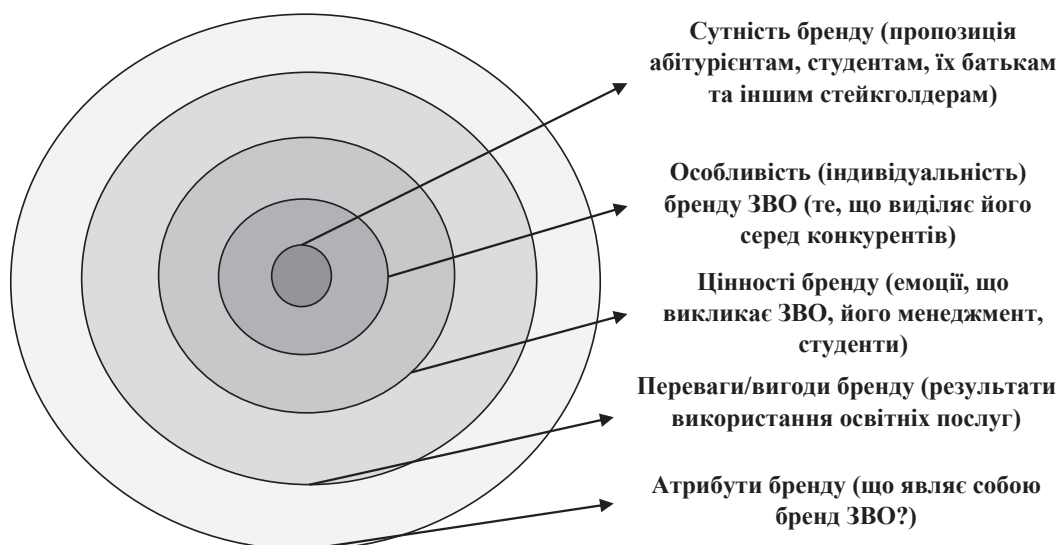 Сутність бренду (пропозиція
абітурієнтам, студентам, їх батькам
та іншим стейкголдерам)
Особливість (індивідуальність)
бренду ЗВО (те, що виділяє його
серед конкурентів)
Цінності бренду (емоції, що
викликає ЗВО, його менеджмент,
студенти)
Переваги/вигоди бренду (результати
використання освітніх послуг)
Атрибути бренду (що являє собою
бренд ЗВО?)